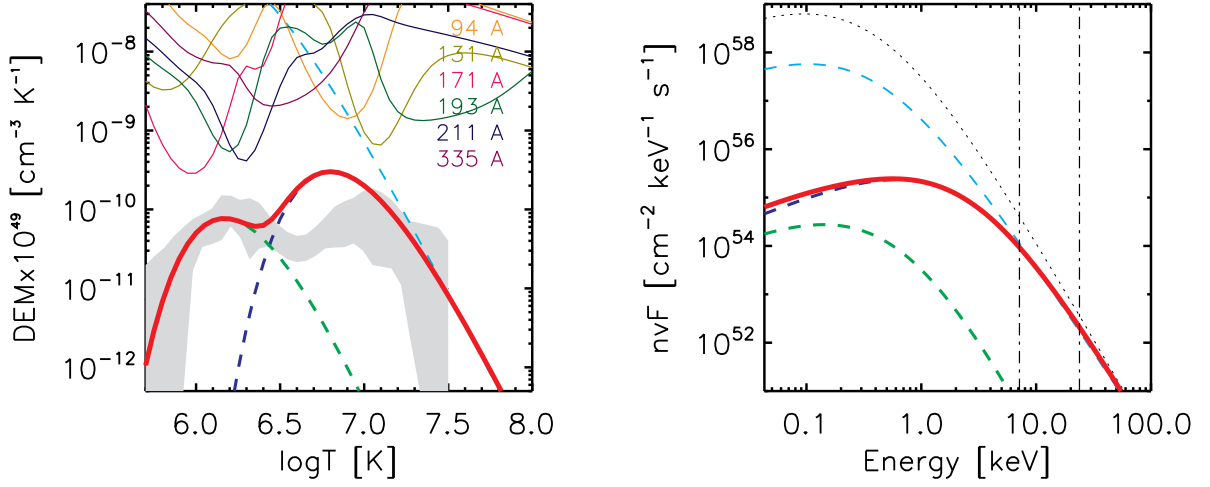 94 A
131 A
171 A
193 A
211 A
335 A
10⁻⁸
10⁻⁹
10⁻¹⁰
10⁻¹¹
10⁻¹²
DEM×10⁴⁹ [cm⁻³ K⁻¹]
6.0 6.5 7.0 7.5 8.0
logT [K]
10⁵⁸
10⁵⁶
10⁵⁴
10⁵²
nvF [cm⁻² keV⁻¹ s⁻¹]
0.1 1.0 10.0 100.0
Energy [keV]